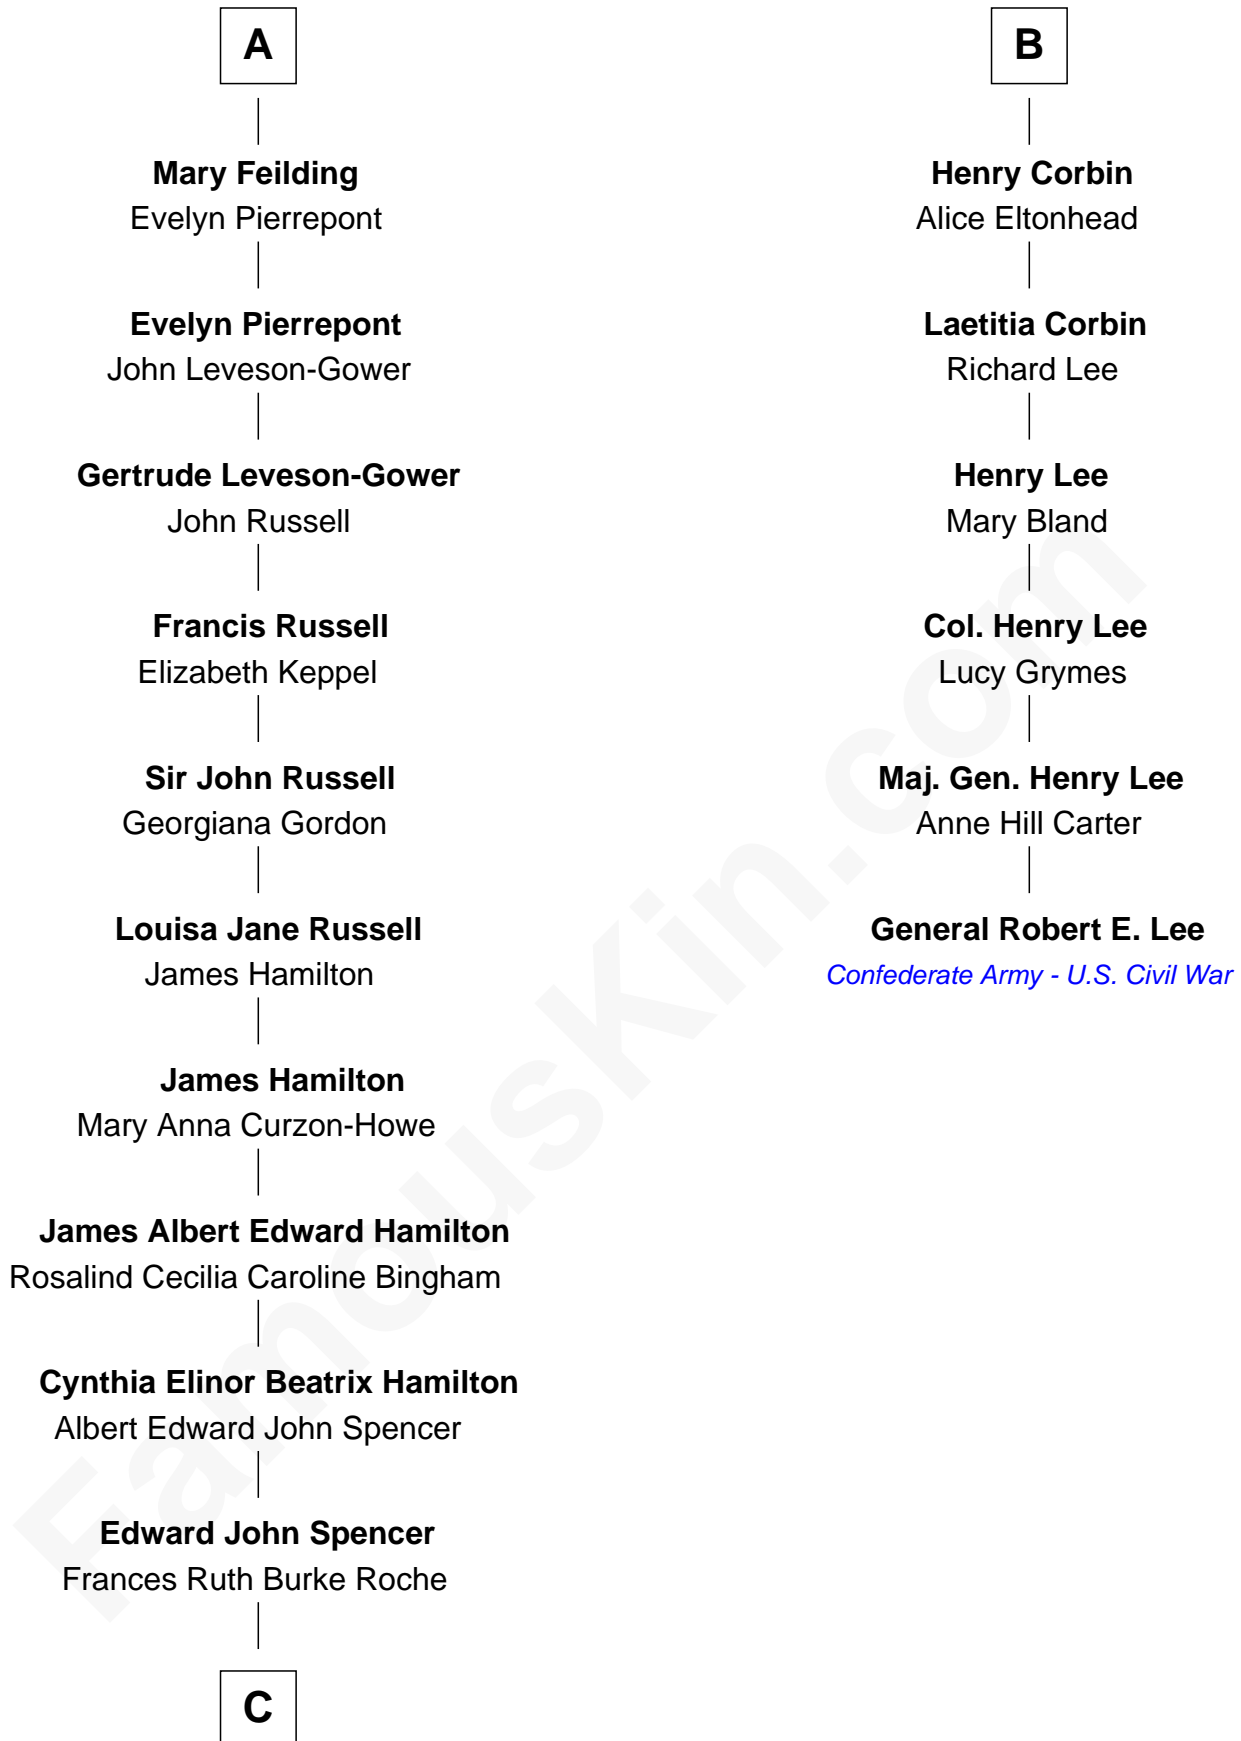 A
Mary Feilding
Evelyn Pierrepont
Evelyn Pierrepont
John Leveson-Gower
Gertrude Leveson-Gower
John Russell
Francis Russell
Elizabeth Keppel
Sir John Russell
Georgiana Gordon
Louisa Jane Russell
James Hamilton
James Hamilton
Mary Anna Curzon-Howe
James Albert Edward Hamilton
Rosalind Cecilia Caroline Bingham
Cynthia Elinor Beatrix Hamilton
Albert Edward John Spencer
Edward John Spencer
Frances Ruth Burke Roche
C
B
Henry Corbin
Alice Eltonhead
Laetitia Corbin
Richard Lee
Henry Lee
Mary Bland
Col. Henry Lee
Lucy Grymes
Maj. Gen. Henry Lee
Anne Hill Carter
General Robert E. Lee
Confederate Army - U.S. Civil War
FamousKin.com